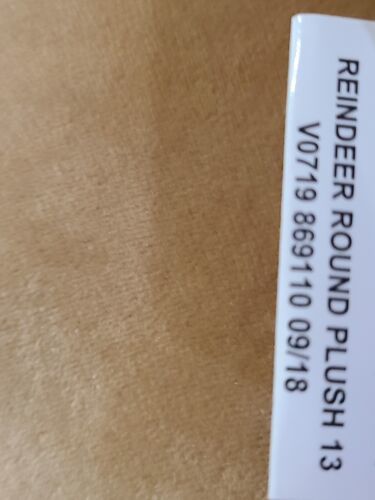 REINDEER ROUND PLUSH 13
V0719 869110 09/18